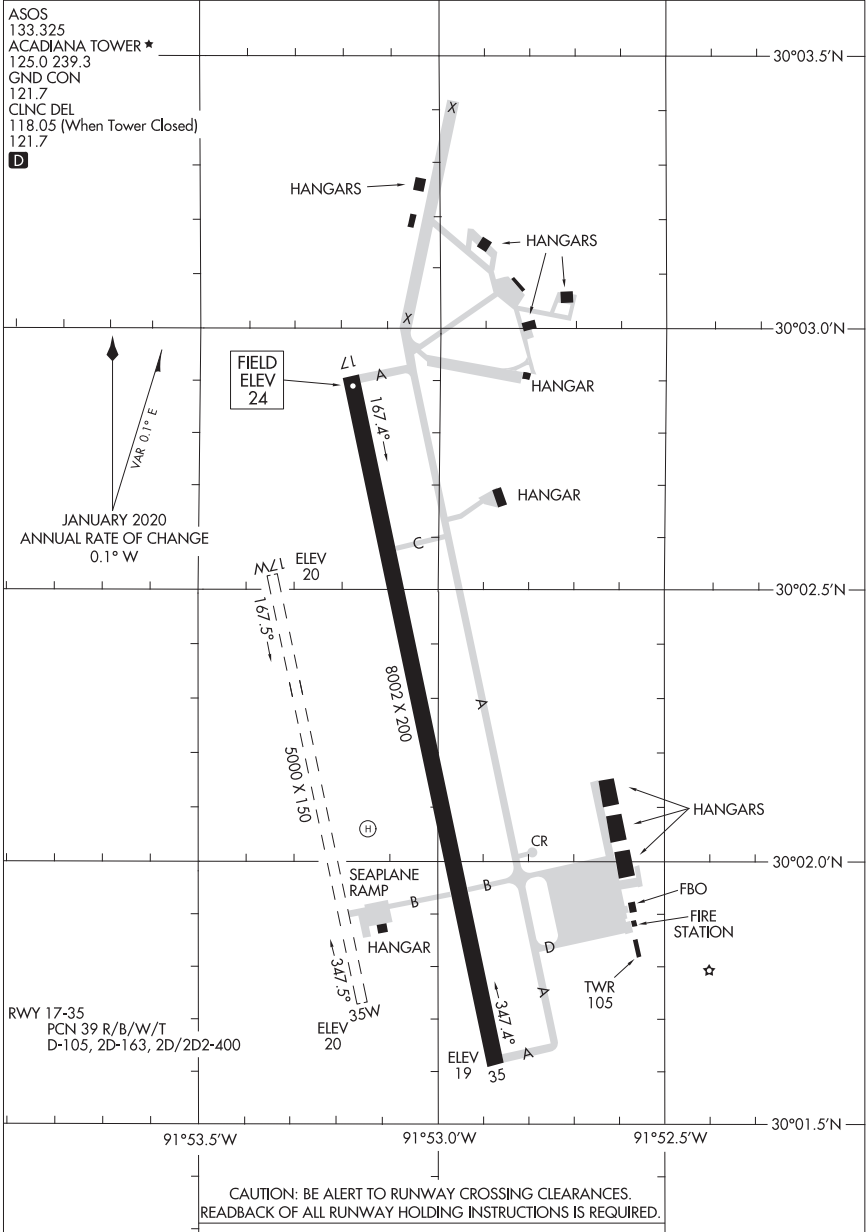 ASOS
133.325
ACADIANA TOWER ★
125.0 239.3
GND CON
121.7
CLNC DEL
118.05 (When Tower Closed)
121.7
D
30°03.5'N
X
HANGARS
HANGARS
X
30°03.0'N
FIELD
ELEV
24
17
A
167.4°
HANGAR
VAR 0.1° E
JANUARY 2020
ANNUAL RATE OF CHANGE
0.1° W
HANGAR
C
17W
ELEV
20
167.5°
30°02.5'N
8002 X 200
A
5000 X 150
H
HANGARS
CR
30°02.0'N
SEAPLANE
RAMP
B
B
FBO
FIRE
STATION
HANGAR
D
TWR
105
347.5°
35W
ELEV
20
A
347.4°
RWY 17-35
PCN 39 R/B/W/T
D-105, 2D-163, 2D/2D2-400
ELEV
19
35
A
30°01.5'N
91°53.5'W
91°53.0'W
91°52.5'W
CAUTION: BE ALERT TO RUNWAY CROSSING CLEARANCES.
READBACK OF ALL RUNWAY HOLDING INSTRUCTIONS IS REQUIRED.